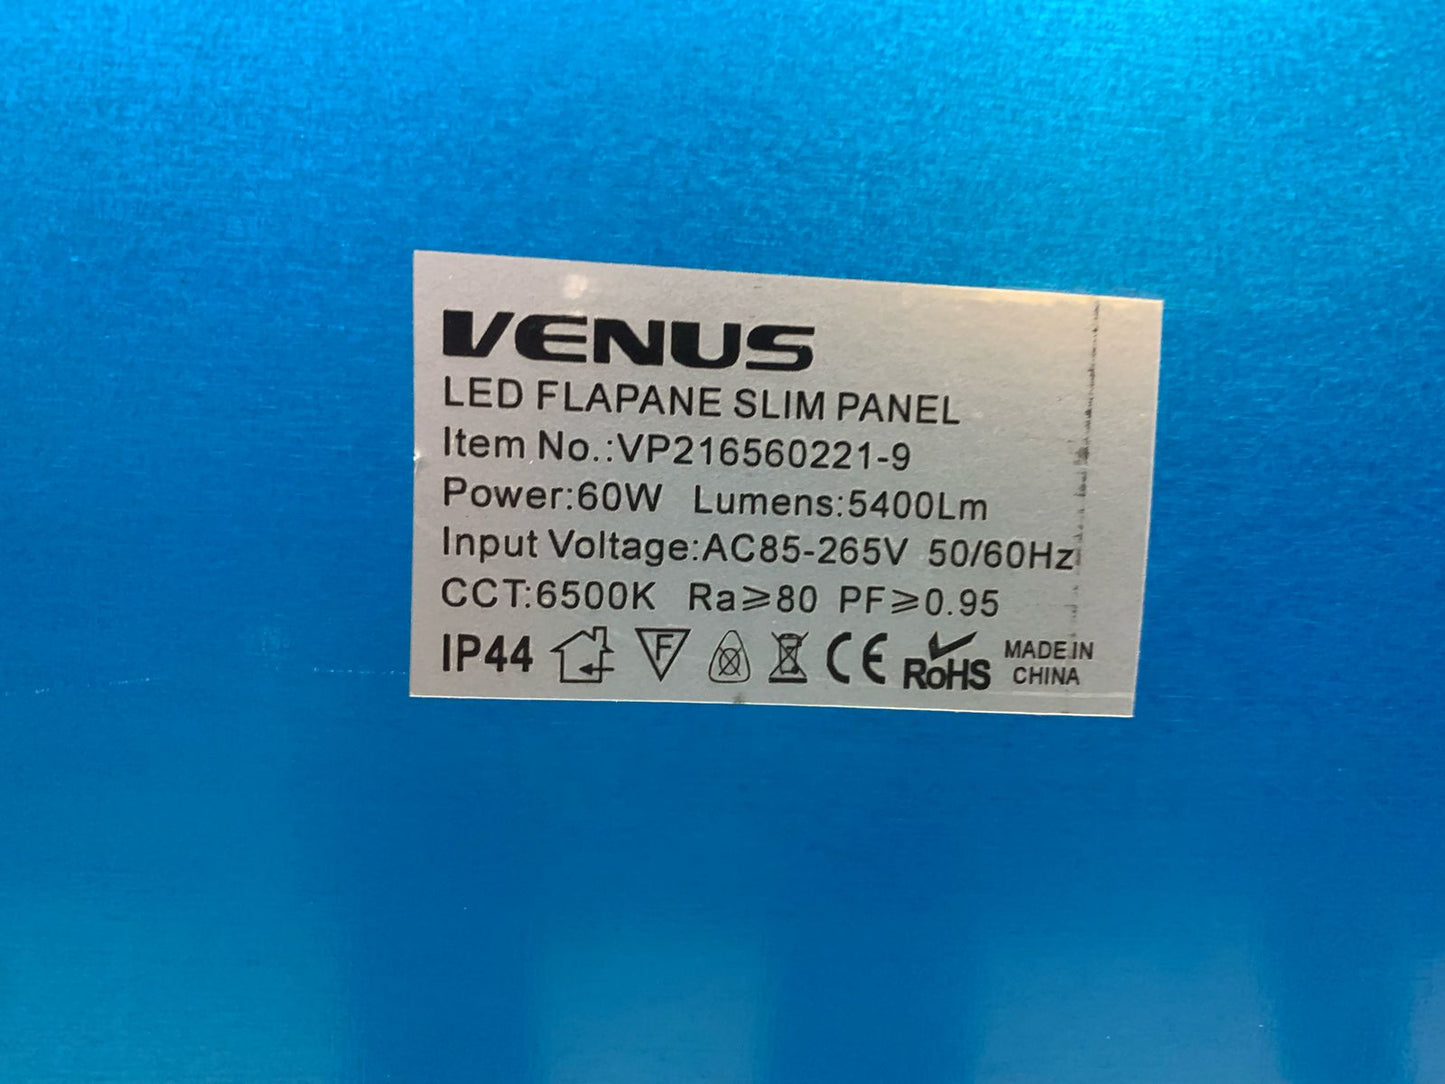 VENUS
LED FLAPANE SLIM PANEL
Item No.:VP216560221-9
Power:60W Lumens:5400Lm
Input Voltage:AC85-265V 50/60Hz
CCT:6500K Ra⩾80 PF⩾0.95
IP44 F CE RoHS MADE IN
CHINA